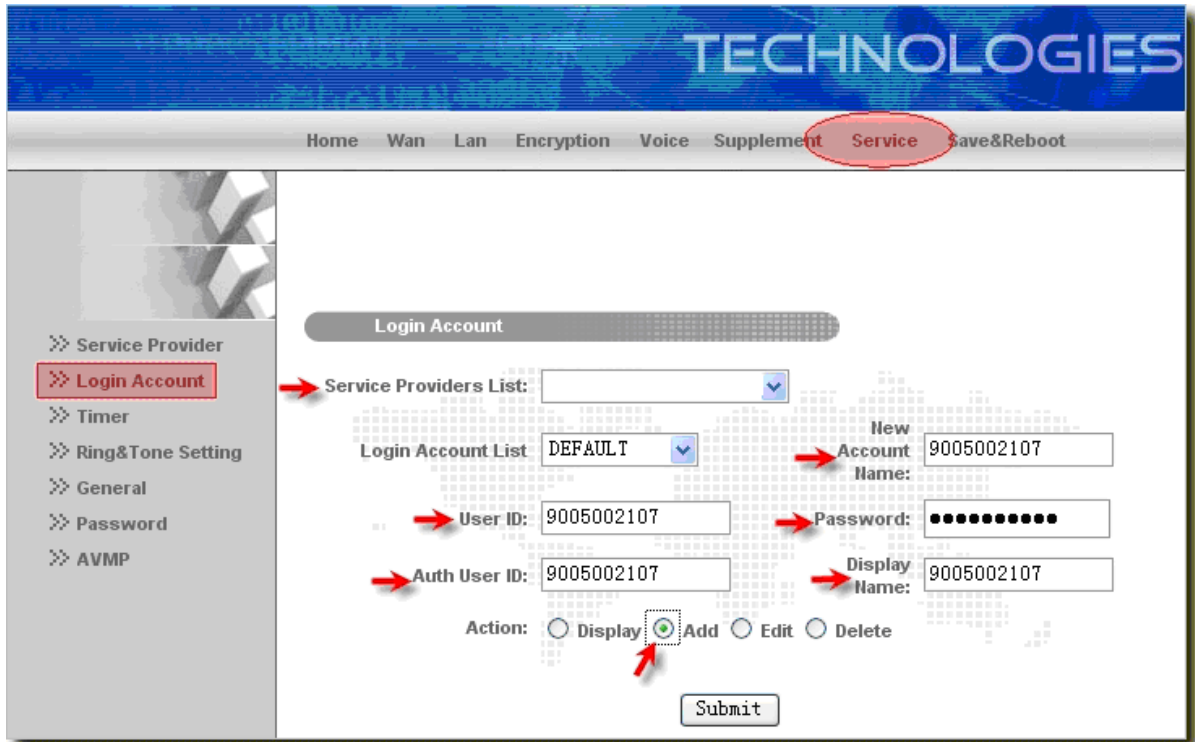 TECHNOLOGIES
Home Wan Lan Encryption Voice Supplement Service Save&Reboot
>> Service Provider
>> Login Account
>> Timer
>> Ring&Tone Setting
>> General
>> Password
>> AVMP
Login Account
Service Providers List:
Login Account List DEFAULT
New Account Name: 9005002107
User ID: 9005002107
Password: ●●●●●●●●●●
Auth User ID: 9005002107
Display Name: 9005002107
Action: Display Add Edit Delete
Submit